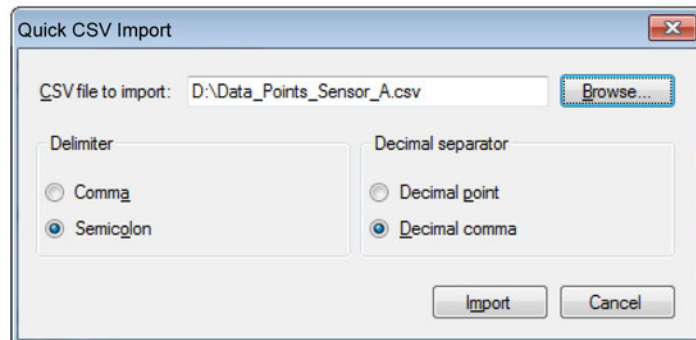 Quick CSV Import
CSV file to import: D:\Data_Points_Sensor_A.csv Browse...
Delimiter Decimal separator
Comma Decimal point
Semicolon Decimal comma
Import Cancel